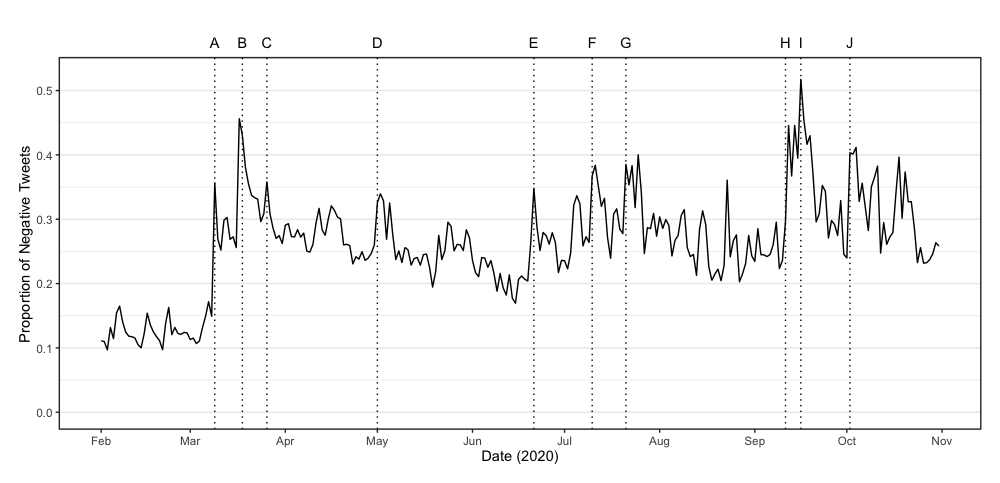 A B C D E F G H I J
Proportion of Negative Tweets
0.5
0.4
0.3
0.2
0.1
0.0
Feb Mar Apr May Jun Jul Aug Sep Oct Nov
Date (2020)